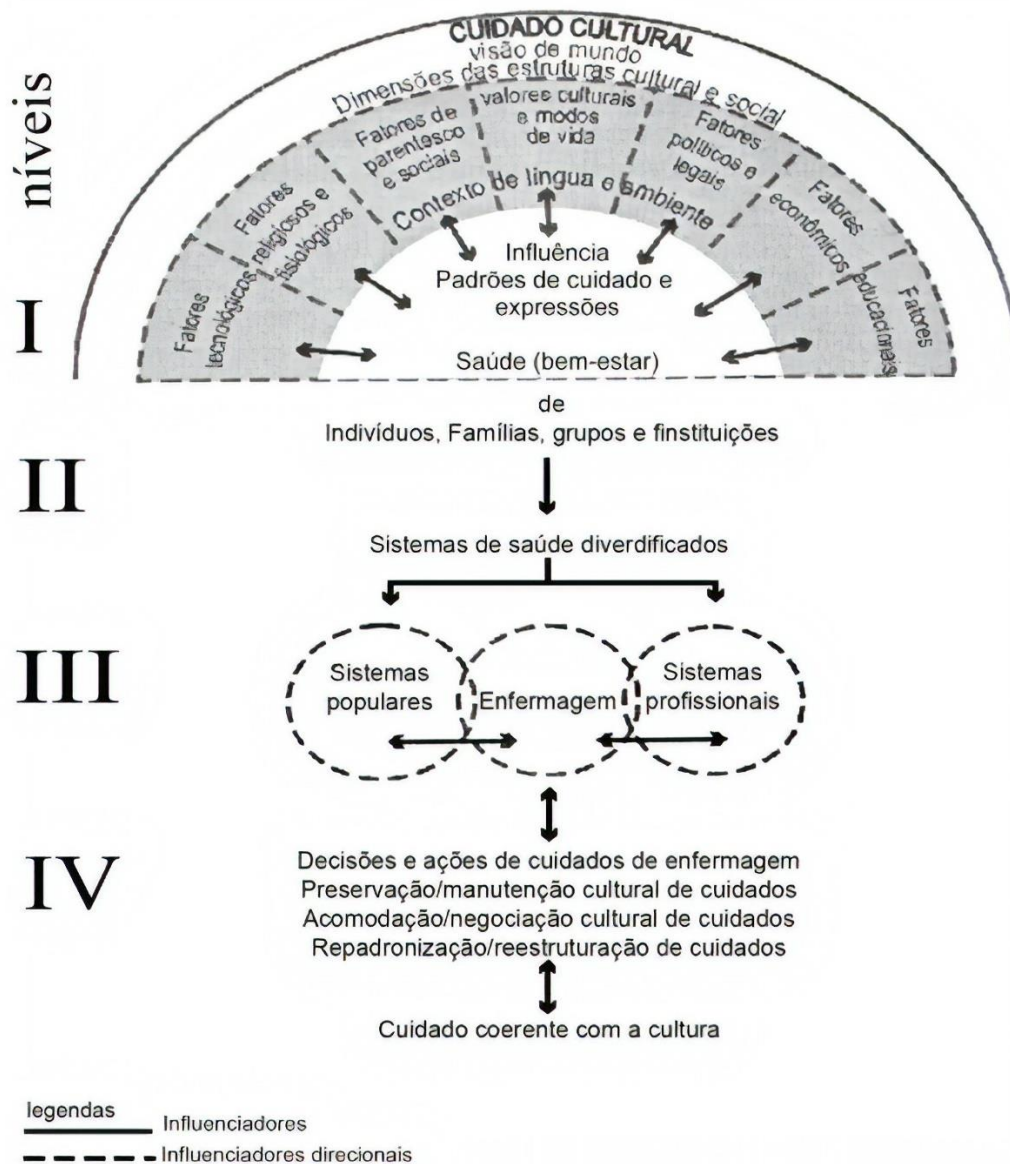 níveis
CUIDADO CULTURAL
visão de mundo
Dimensões das estruturas cultural e social
Fatores
tecnológicos
Fatores
religiosos e
fisiológicos
Fatores de
parentesco
e sociais
valores culturais
e modos
de vida
Fatores
políticos e
legais
Fatores
econômicos
Fatores
educacionais
Contexto de lingua e ambiente
I
Influência
Padrões de cuidado e
expressões
Saúde (bem-estar)
de
Indivíduos, Famílias, grupos e finstituições
II
Sistemas de saúde diverdificados
III
Sistemas
populares
Enfermagem
Sistemas
profissionais
IV
Decisões e ações de cuidados de enfermagem
Preservação/manutenção cultural de cuidados
Acomodação/negociação cultural de cuidados
Repadronização/reestruturação de cuidados
Cuidado coerente com a cultura
legendas
Influenciadores
Influenciadores direcionais